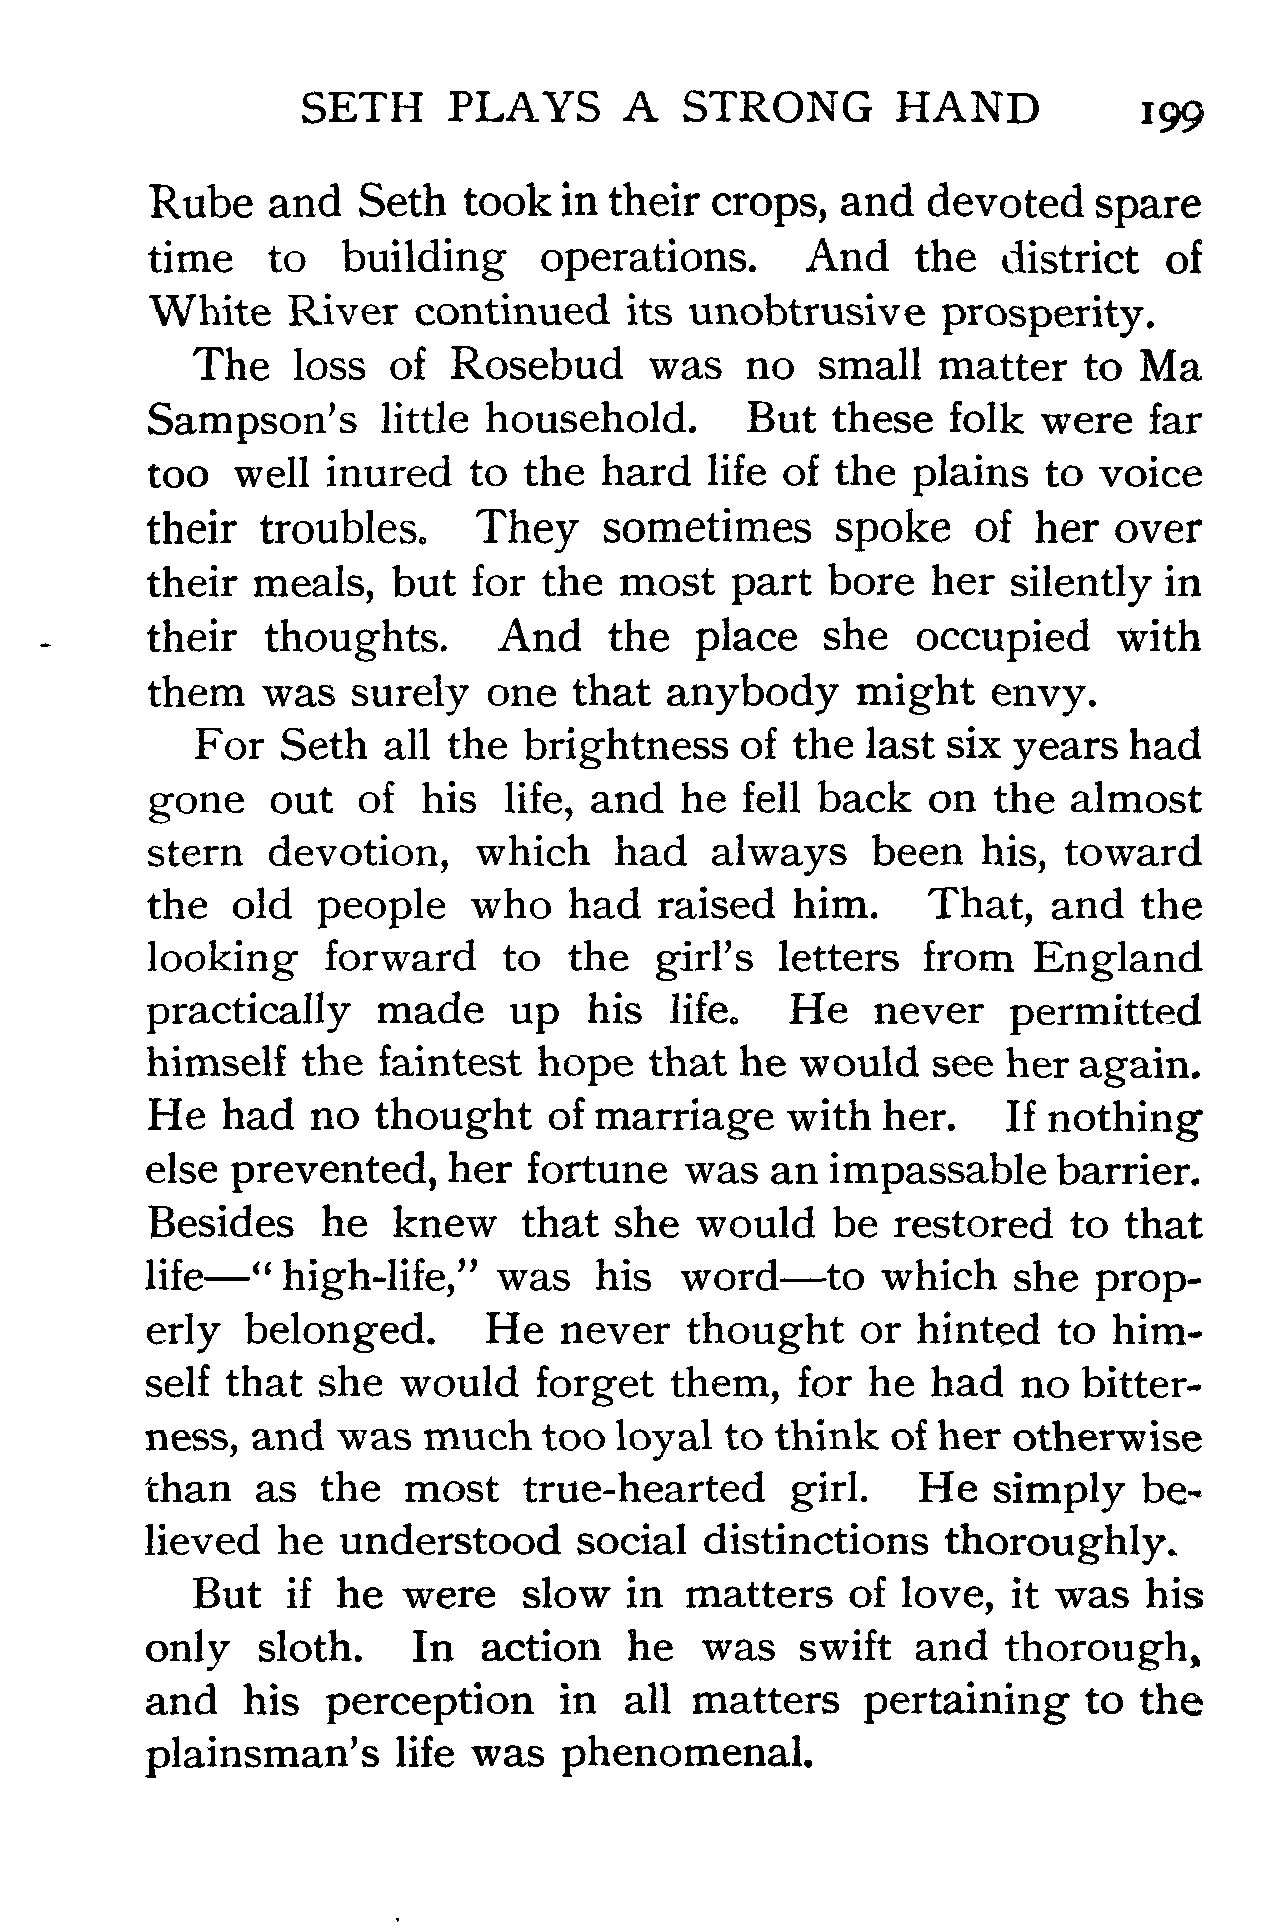 SETH PLAYS A STRONG HAND 199
Rube and Seth took in their crops, and devoted spare
time to building operations. And the district of
White River continued its unobtrusive prosperity.
The loss of Rosebud was no small matter to Ma
Sampson's little household. But these folk were far
too well inured to the hard life of the plains to voice
their troubles. They sometimes spoke of her over
their meals, but for the most part bore her silently in
their thoughts. And the place she occupied with
them was surely one that anybody might envy.
For Seth all the brightness of the last six years had
gone out of his life, and he fell back on the almost
stern devotion, which had always been his, toward
the old people who had raised him. That, and the
looking forward to the girl's letters from England
practically made up his life. He never permitted
himself the faintest hope that he would see her again.
He had no thought of marriage with her. If nothing
else prevented, her fortune was an impassable barrier.
Besides he knew that she would be restored to that
life—“ high-life,” was his word—to which she prop-
erly belonged. He never thought or hinted to him-
self that she would forget them, for he had no bitter-
ness, and was much too loyal to think of her otherwise
than as the most true-hearted girl. He simply be-
lieved he understood social distinctions thoroughly.
But if he were slow in matters of love, it was his
only sloth. In action he was swift and thorough,
and his perception in all matters pertaining to the
plainsman's life was phenomenal.